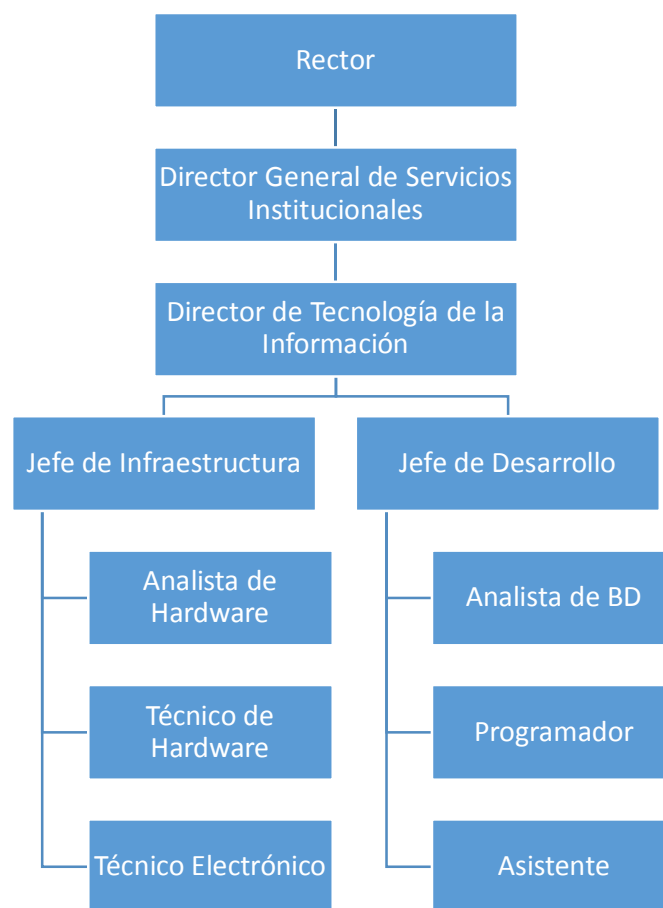 Rector
Director General de Servicios
Institucionales
Director de Tecnología de la
Información
Jefe de Infraestructura
Jefe de Desarrollo
Analista de
Hardware
Analista de BD
Técnico de
Hardware
Programador
Técnico Electrónico
Asistente